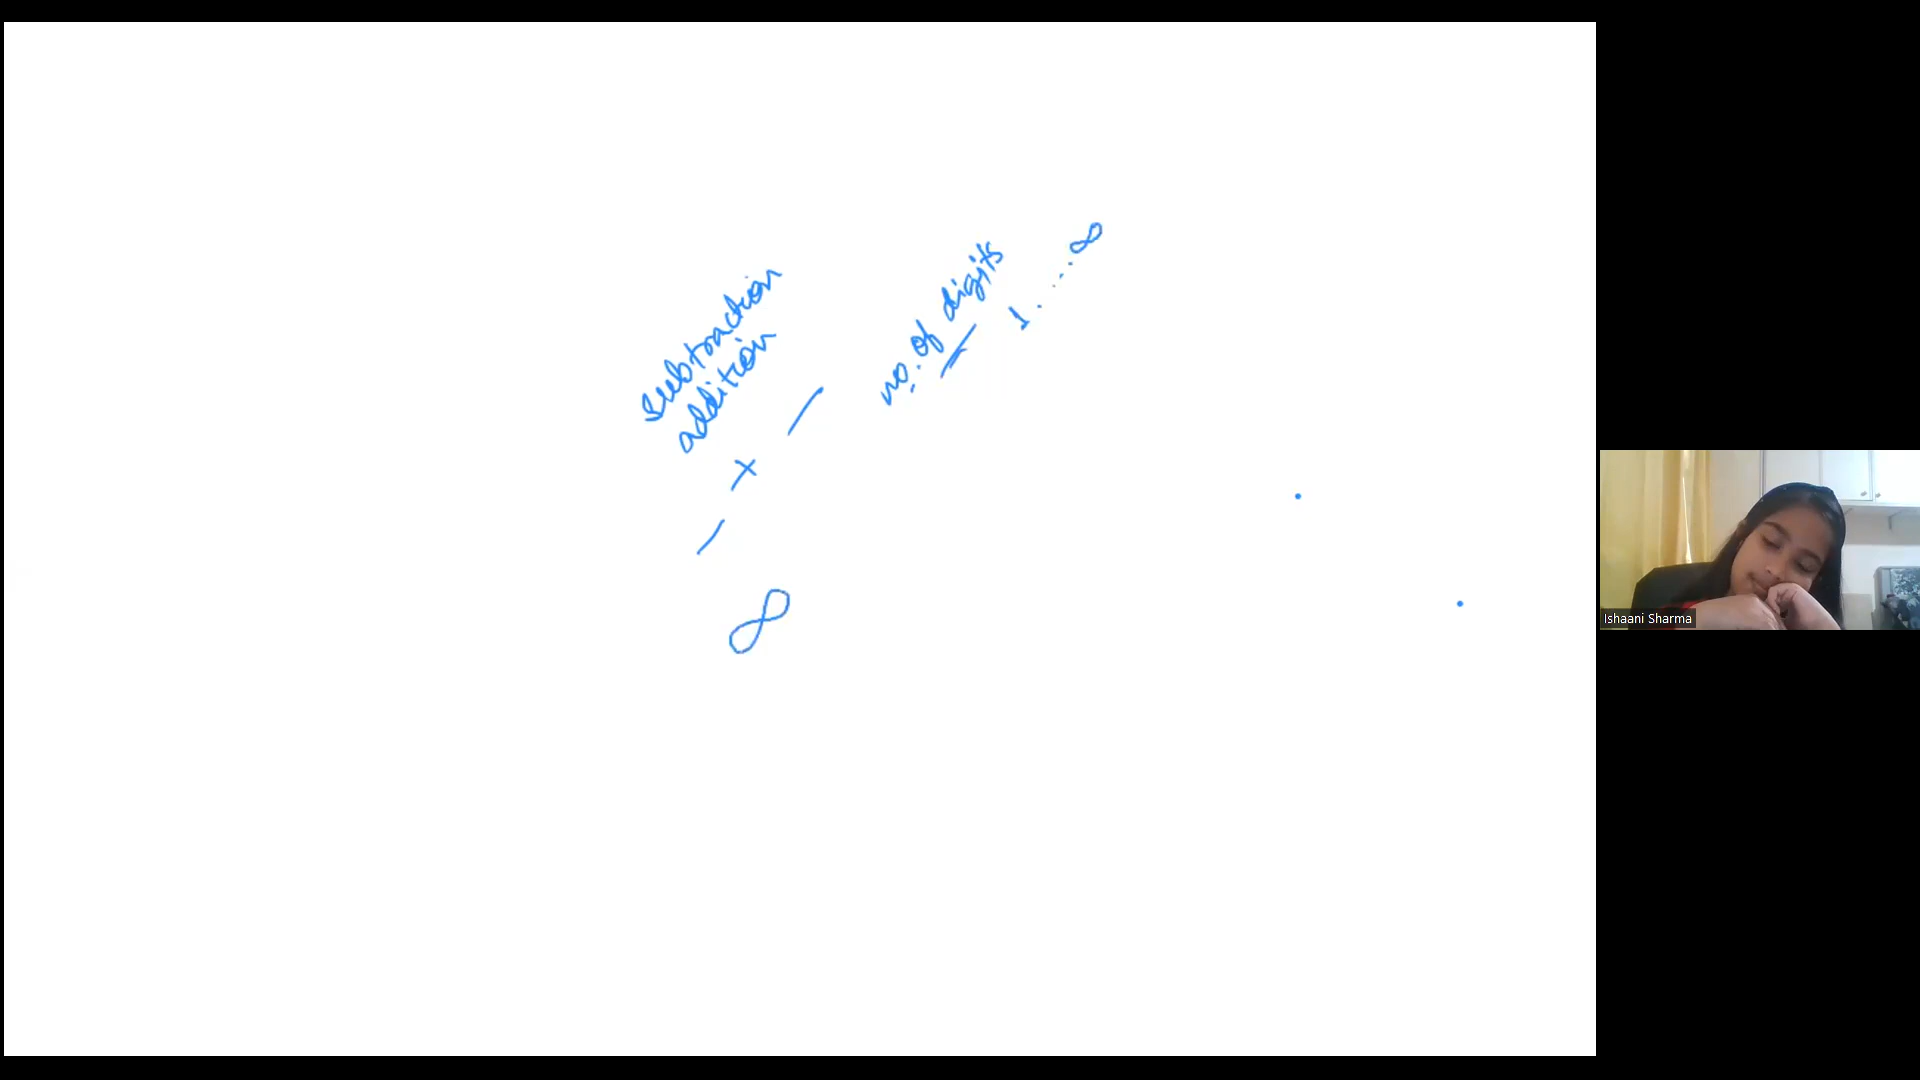 subtraction
addition
no. of digits
1 . ... ∞
+ —
—
∞
Ishaani Sharma